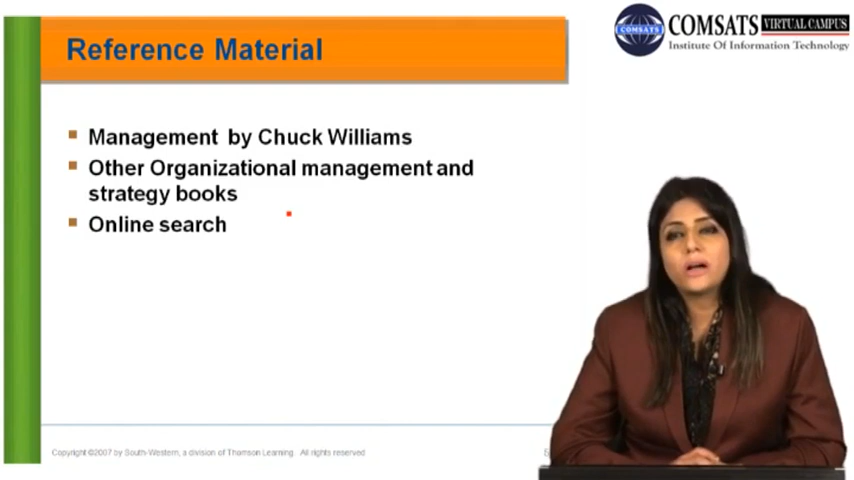 Reference Material
COMSATS
COMSATS VIRTUAL CAMPUS
Institute Of Information Technology
Management by Chuck Williams
Other Organizational management and
strategy books
Online search
Copyright ©2007 by South-Western, a division of Thomson Learning. All rights reserved